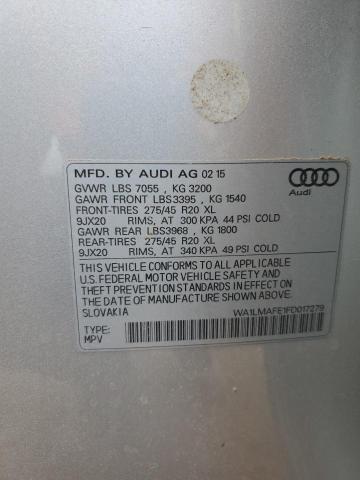 MFD. BY AUDI AG 02 15
GVWR LBS 7055 , KG 3200
GAWR FRONT LBS3395 , KG 1540
FRONT-TIRES 275/45 R20 XL
9JX20 RIMS, AT 300 KPA 44 PSI COLD
GAWR REAR LBS3968 , KG 1800
REAR-TIRES 275/45 R20 XL
9JX20 RIMS, AT 340 KPA 49 PSI COLD
Audi
THIS VEHICLE CONFORMS TO ALL APPLICABLE
U.S. FEDERAL MOTOR VEHICLE SAFETY AND
THEFT PREVENTION STANDARDS IN EFFECT ON
THE DATE OF MANUFACTURE SHOWN ABOVE.
SLOVAKIA
WA1LMAFE1FD017279
TYPE:
MPV